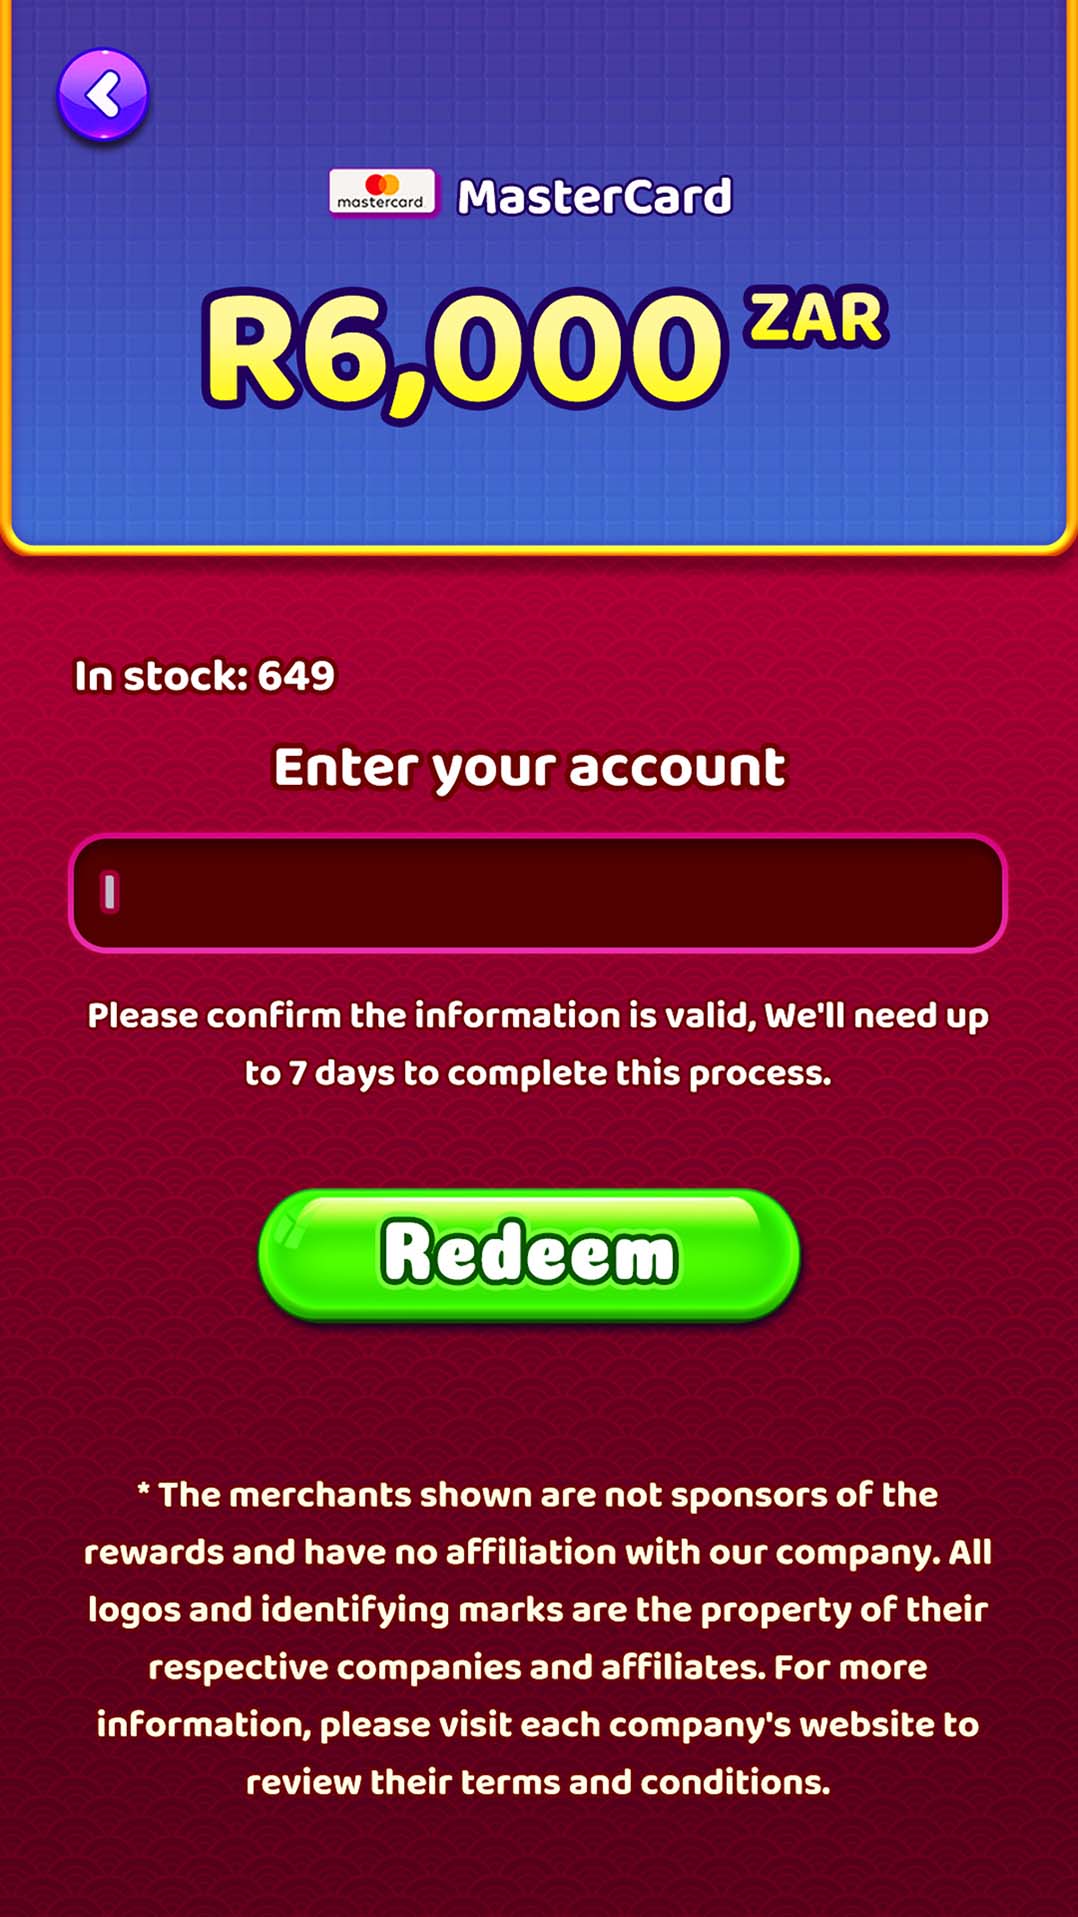 mastercard
MasterCard
R6,000 ZAR
In stock: 649
Enter your account
Please confirm the information is valid, We'll need up
to 7 days to complete this process.
Redeem
* The merchants shown are not sponsors of the
rewards and have no affiliation with our company. All
logos and identifying marks are the property of their
respective companies and affiliates. For more
information, please visit each company's website to
review their terms and conditions.